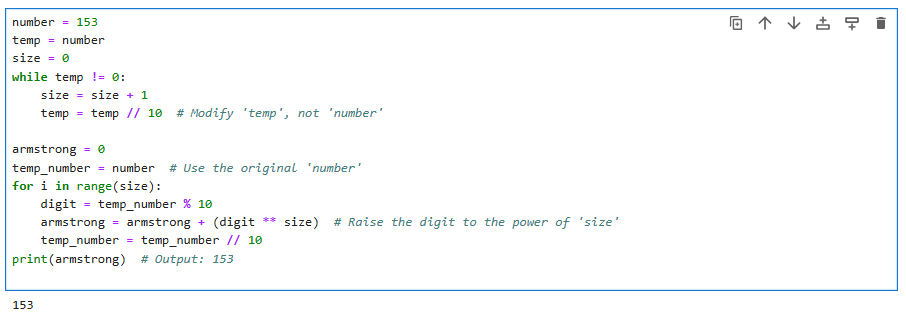 number = 153
temp = number
size = 0
while temp != 0:
    size = size + 1
    temp = temp // 10  # Modify 'temp', not 'number'

armstrong = 0
temp_number = number  # Use the original 'number'
for i in range(size):
    digit = temp_number % 10
    armstrong = armstrong + (digit ** size)  # Raise the digit to the power of 'size'
    temp_number = temp_number // 10
print(armstrong)  # Output: 153
153